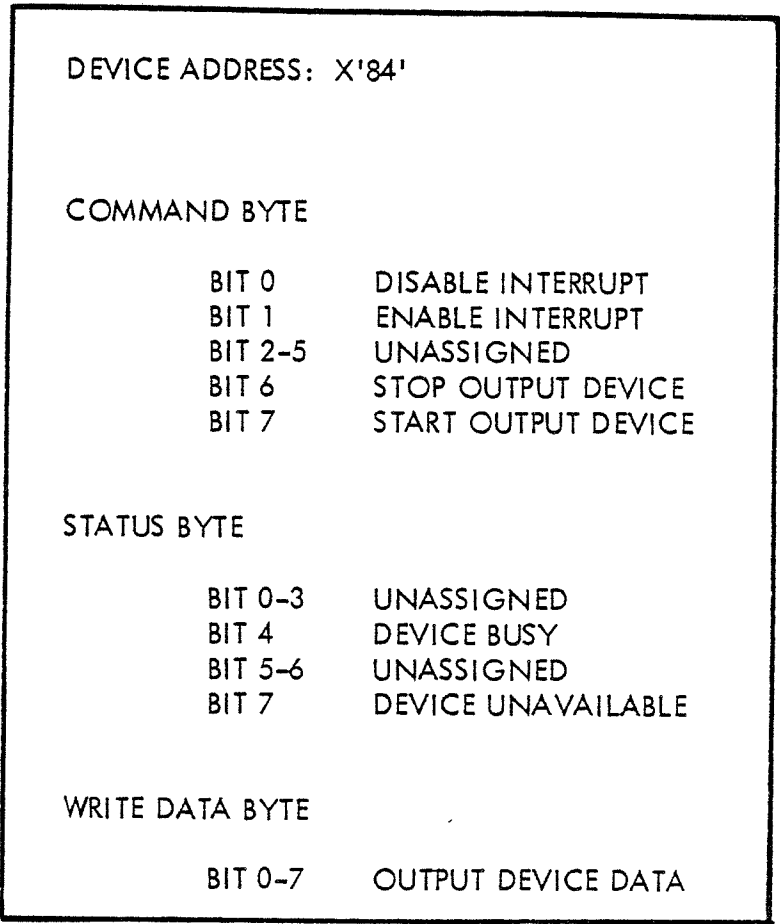 DEVICE ADDRESS: X'84'
COMMAND BYTE
BIT 0 DISABLE INTERRUPT
BIT 1 ENABLE INTERRUPT
BIT 2-5 UNASSIGNED
BIT 6 STOP OUTPUT DEVICE
BIT 7 START OUTPUT DEVICE
STATUS BYTE
BIT 0-3 UNASSIGNED
BIT 4 DEVICE BUSY
BIT 5-6 UNASSIGNED
BIT 7 DEVICE UNAVAILABLE
WRITE DATA BYTE
BIT 0-7 OUTPUT DEVICE DATA